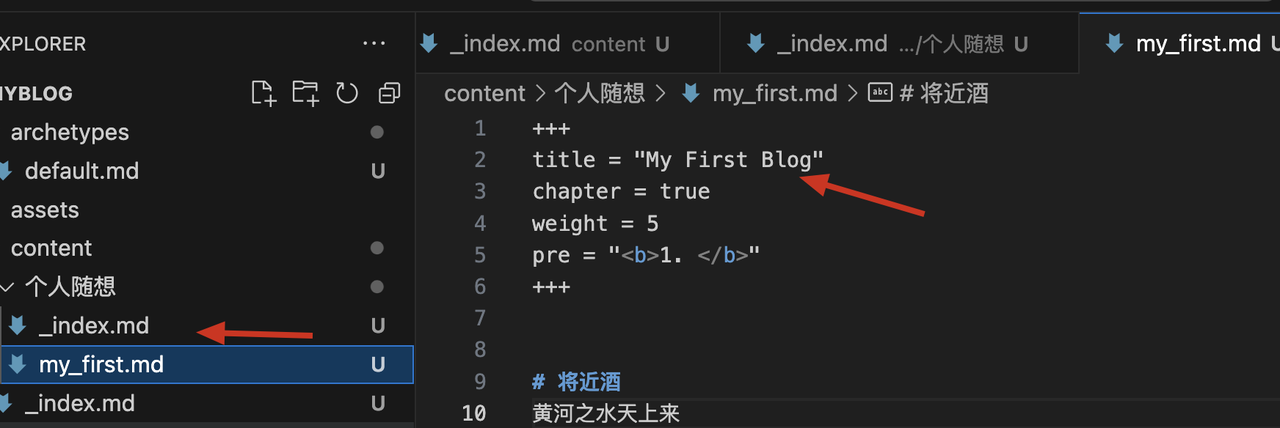 XPLORER
···
YBLOG
archetypes
default.md U
assets
content
个人随想
_index.md U
my_first.md U
_index.md U
_index.md content U
_index.md .../个人随想 U
my_first.md U
content > 个人随想 > my_first.md > abc # 将近酒
1 +++
2 title = "My First Blog"
3 chapter = true
4 weight = 5
5 pre = "<b>1. </b>"
6 +++
7
8
9 # 将近酒
10 黄河之水天上来